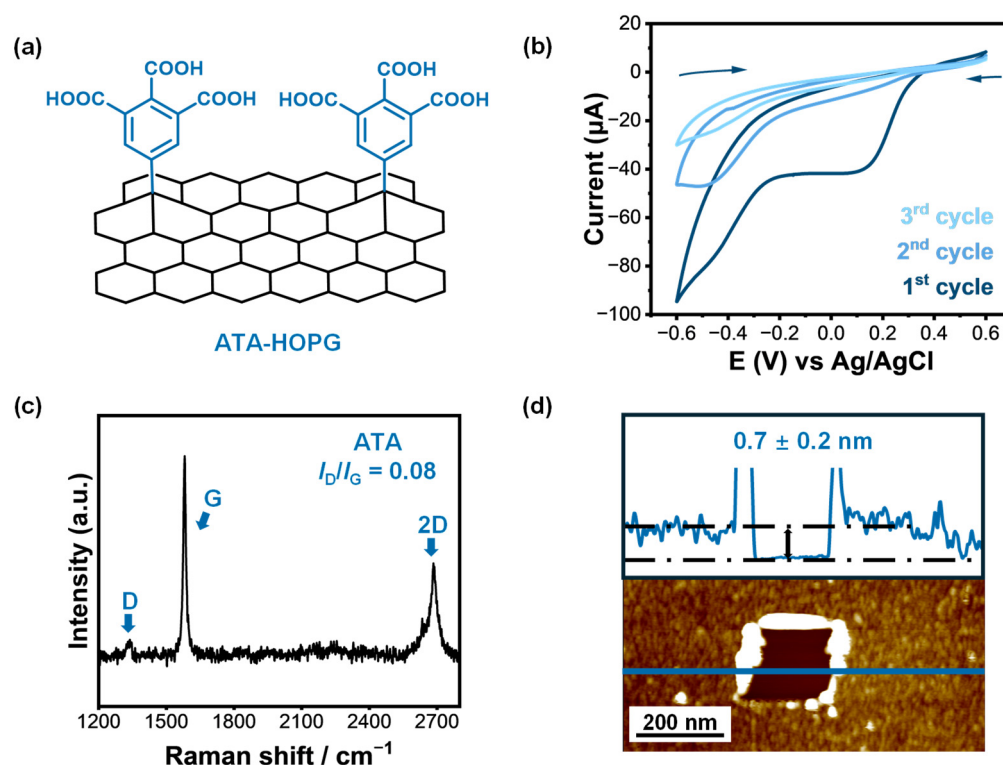 (a)
COOH
HOOC
COOH
COOH
HOOC
COOH
ATA-HOPG
(b)
Current (µA)
0
−20
−40
−60
−80
−100
3rd cycle
2nd cycle
1st cycle
−0.6
−0.4
−0.2
0.0
0.2
0.4
0.6
E (V) vs Ag/AgCl
(c)
Intensity (a.u.)
ATA
ID/IG = 0.08
G
2D
D
1200
1500
1800
2100
2400
2700
Raman shift / cm−1
(d)
0.7 ± 0.2 nm
200 nm